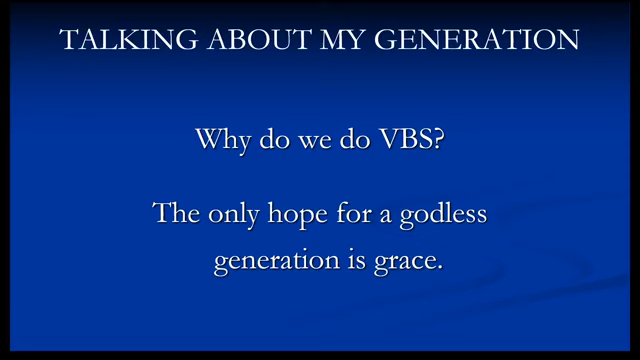 TALKING ABOUT MY GENERATION
Why do we do VBS?
The only hope for a godless
generation is grace.